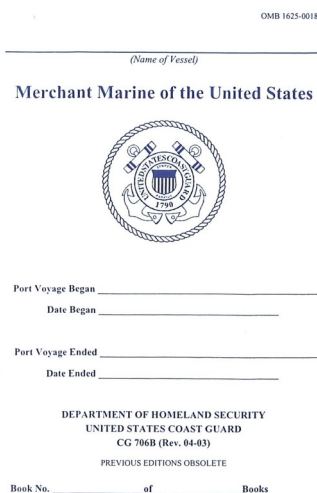 OMB 1625-0018
(Name of Vessel)
Merchant Marine of the United States
UNITED STATES COAST GUARD
1790
Port Voyage Began
Date Began
Port Voyage Ended
Date Ended
DEPARTMENT OF HOMELAND SECURITY
UNITED STATES COAST GUARD
CG 706B (Rev. 04-03)
PREVIOUS EDITIONS OBSOLETE
Book No. of Books